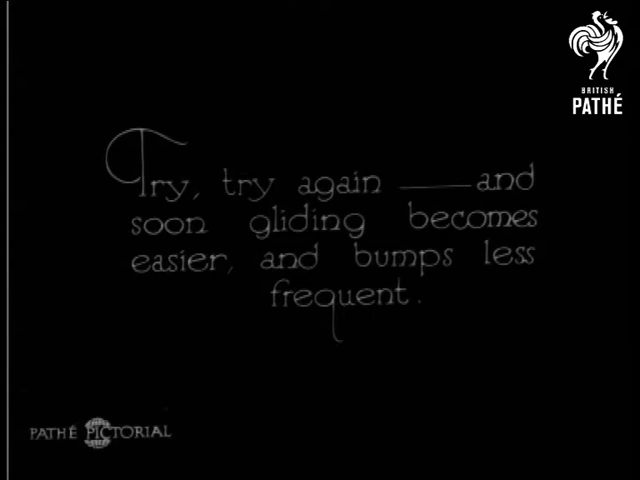 BRITISH
PATHÉ
Try, try again — and
soon gliding becomes
easier, and bumps less
frequent.
PATHÉ PICTORIAL